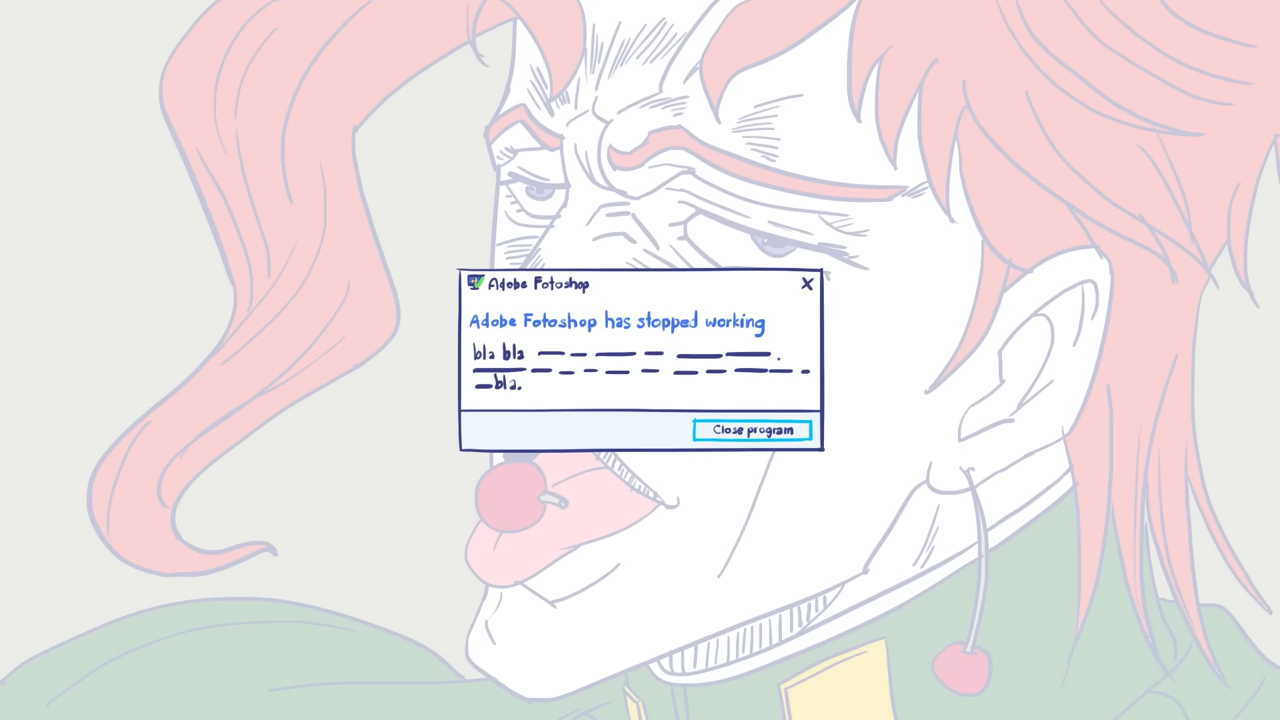 Adobe Fotoshop
Adobe Fotoshop has stopped working
bla bla
bla.
Close program